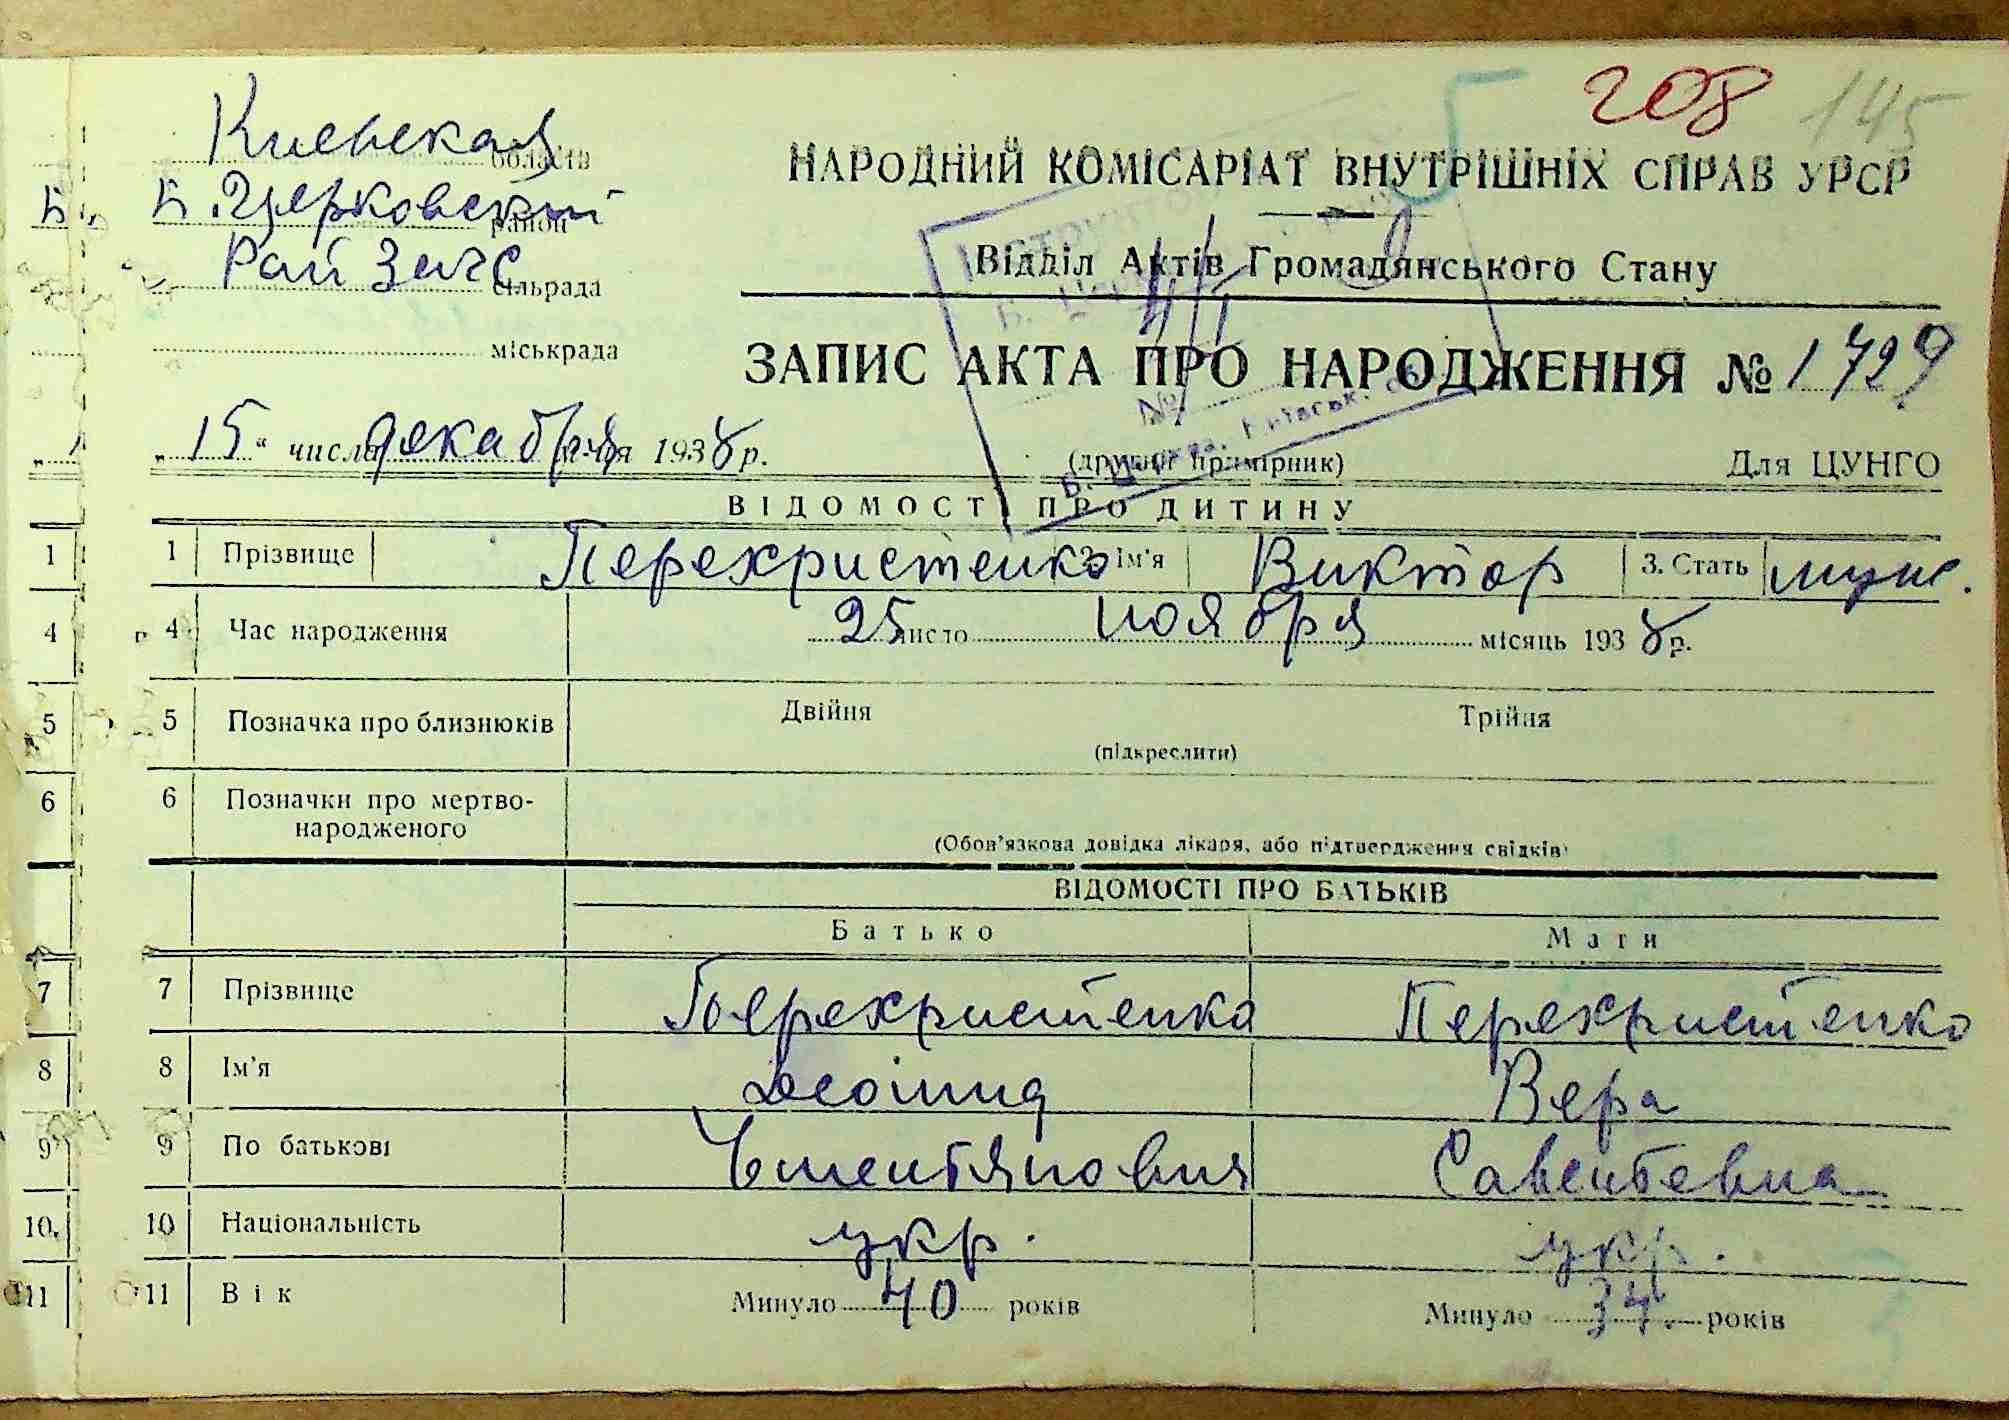 208 145
Киевская область
Б. Б. Церковский район
Рай Загс сільрада
міськрада
НАРОДНИЙ КОМІСАРІАТ ВНУТРІШНІХ СПРАВ УРСР
Відділ Актів Громадянського Стану
ЗАПИС АКТА ПРО НАРОДЖЕННЯ № 1729
„15“ числа декабря 1938 р. (другий примірник) Для ЦУНГО
ВІДОМОСТІ ПРО ДИТИНУ
1 1 Прізвище Перехристенко 2. Ім'я Виктор 3. Стать муж.
4 4 Час народження 25 число ноября місяць 1938 р.
5 5 Позначка про близнюків Двійня Трійня
(підкреслити)
6 6 Позначки про мертво-
народженого
(Обов'язкова довідка лікаря, або підтвердження свідків)
ВІДОМОСТІ ПРО БАТЬКІВ
Батько Мати
7 7 Прізвище Перехристенко Перехристенко
8 8 Ім'я Леонид Вера
9 9 По батькові Савельевна
10 10 Національність укр. укр.
11 11 Вік Минуло 40 років Минуло 34 років